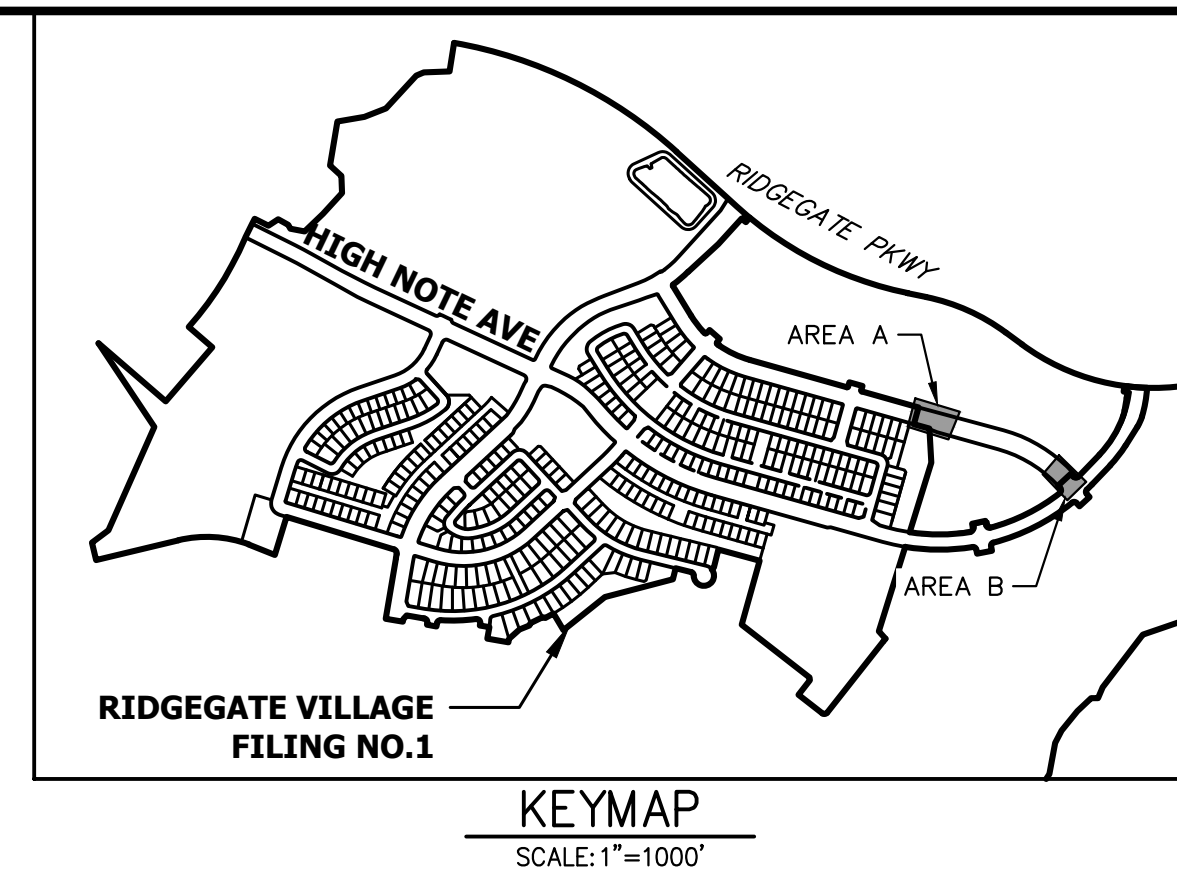 RIDGEGATE PKWY
HIGH NOTE AVE
AREA A
AREA B
RIDGEGATE VILLAGE
FILING NO.1
KEYMAP
SCALE: 1"=1000'